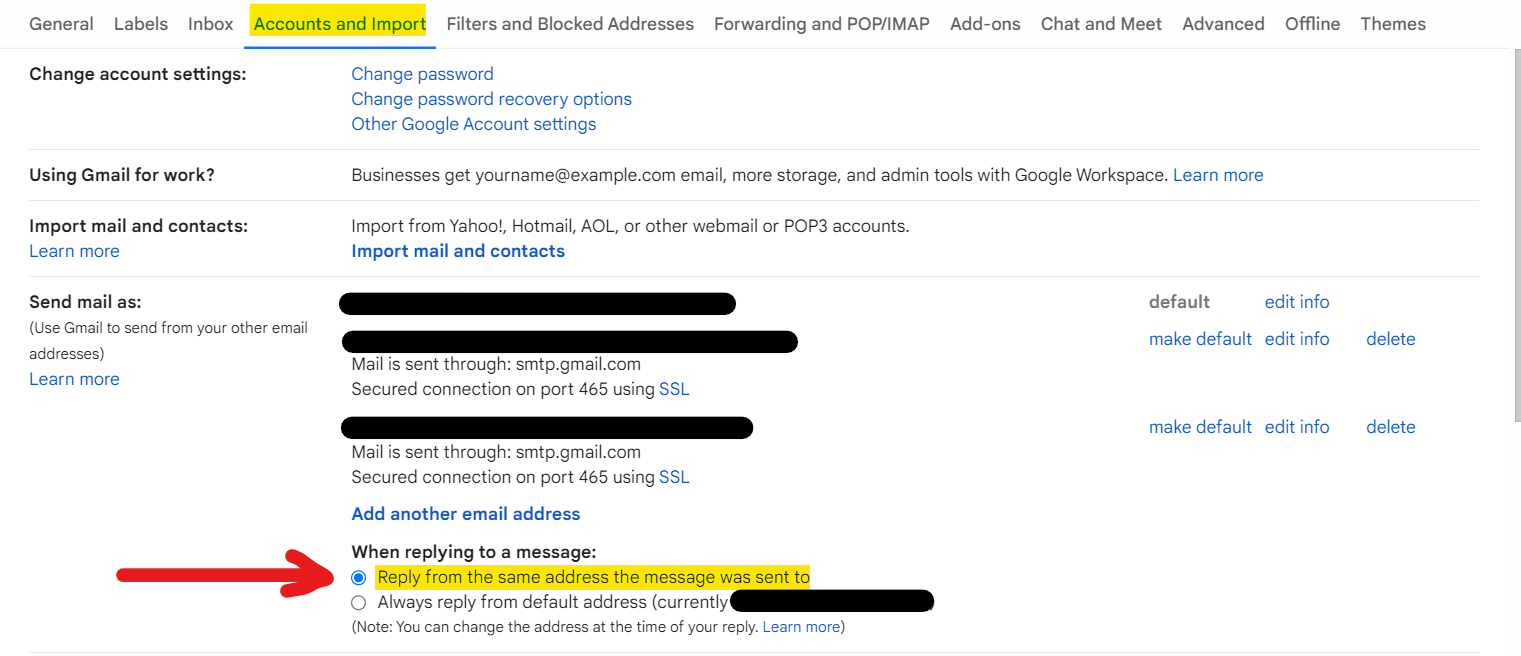 General Labels Inbox Accounts and Import Filters and Blocked Addresses Forwarding and POP/IMAP Add-ons Chat and Meet Advanced Offline Themes
Change account settings: Change password
Change password recovery options
Other Google Account settings
Using Gmail for work? Businesses get yourname@example.com email, more storage, and admin tools with Google Workspace. Learn more
Import mail and contacts: Import from Yahoo!, Hotmail, AOL, or other webmail or POP3 accounts.
Learn more Import mail and contacts
Send mail as: default edit info
(Use Gmail to send from your other email
addresses)
Learn more
make default edit info delete
Mail is sent through: smtp.gmail.com
Secured connection on port 465 using SSL
make default edit info delete
Mail is sent through: smtp.gmail.com
Secured connection on port 465 using SSL
Add another email address
When replying to a message:
Reply from the same address the message was sent to
Always reply from default address (currently )
(Note: You can change the address at the time of your reply. Learn more)